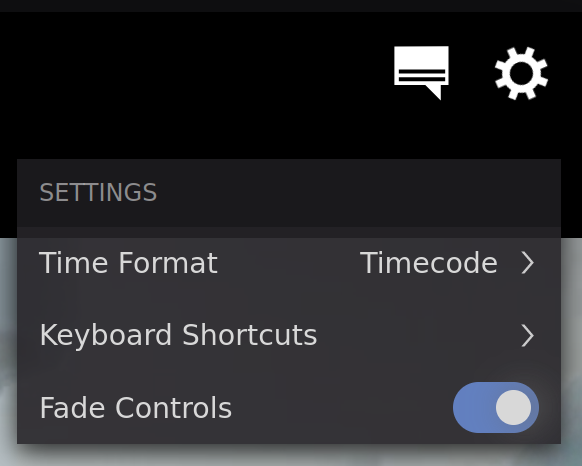 SETTINGS
Time Format Timecode
Keyboard Shortcuts
Fade Controls